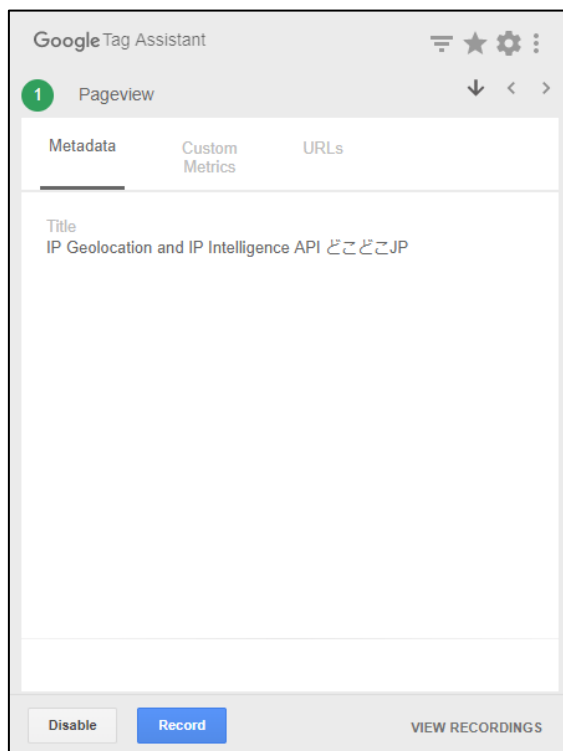 Google Tag Assistant
1 Pageview
Metadata
Custom
Metrics
URLs
Title
IP Geolocation and IP Intelligence API どこどこJP
Disable
Record
VIEW RECORDINGS